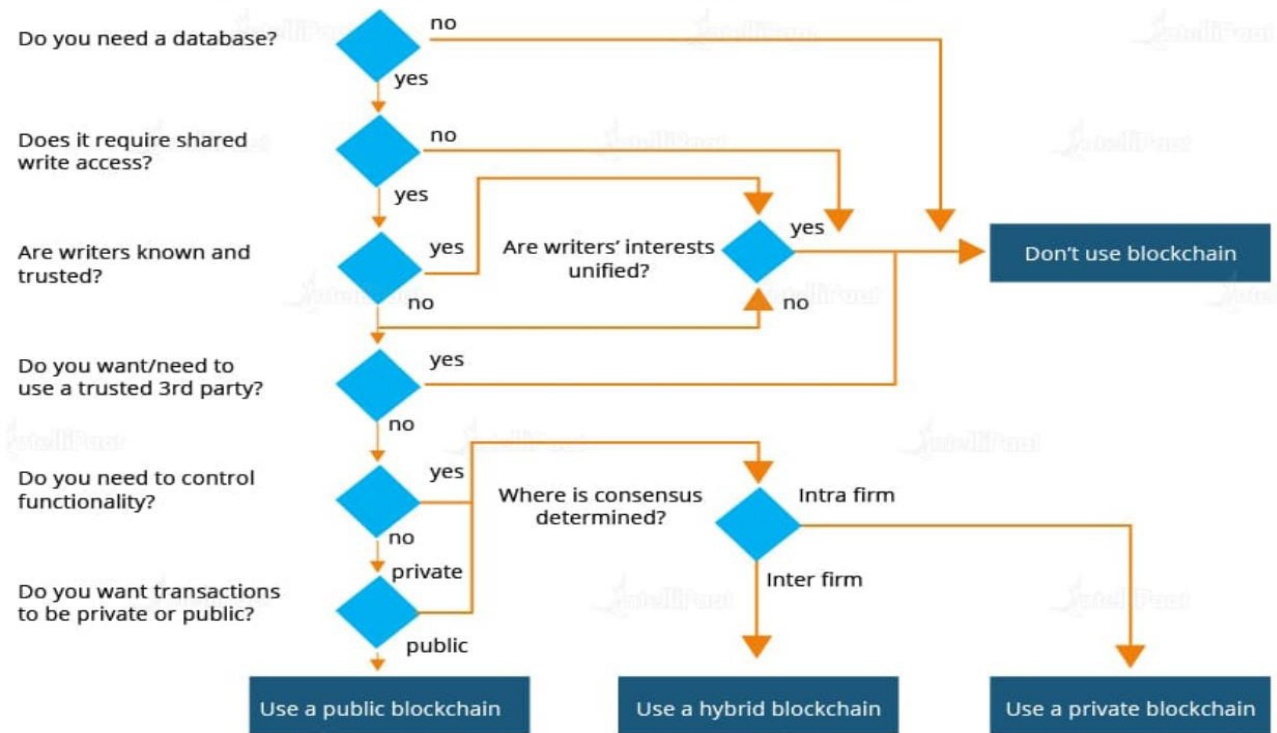 Do you need a database?
no
yes
Does it require shared
write access?
no
yes
Are writers known and
trusted?
yes
no
Are writers’ interests
unified?
yes
no
Don’t use blockchain
Do you want/need to
use a trusted 3rd party?
yes
no
Do you need to control
functionality?
yes
no
Where is consensus
determined?
Intra firm
Inter firm
Do you want transactions
to be private or public?
private
public
Use a public blockchain
Use a hybrid blockchain
Use a private blockchain